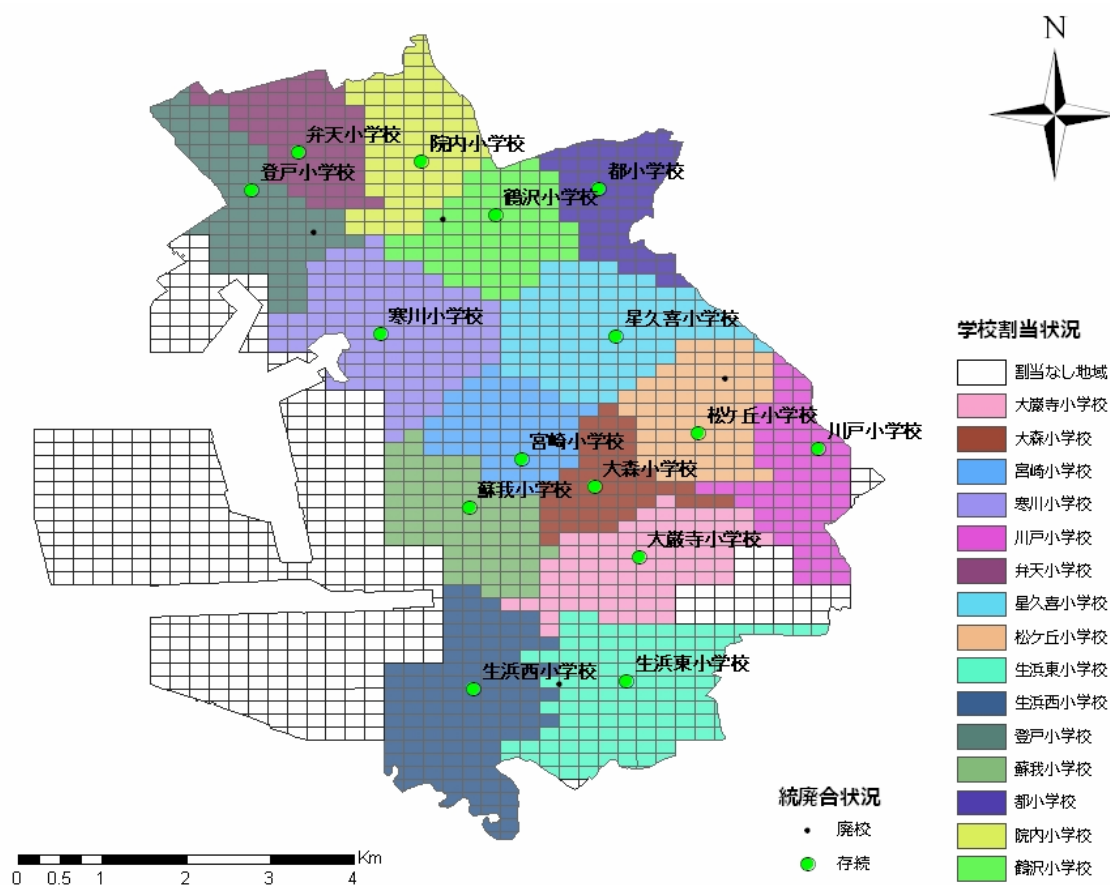 N
弁天小学校
院内小学校
登戸小学校
都小学校
鶴沢小学校
寒川小学校
星久喜小学校
松ケ丘小学校
川戸小学校
宮崎小学校
大森小学校
蘇我小学校
大巌寺小学校
生浜西小学校
生浜東小学校
学校割当状況
割当なし地域
大巌寺小学校
大森小学校
宮崎小学校
寒川小学校
川戸小学校
弁天小学校
星久喜小学校
松ケ丘小学校
生浜東小学校
生浜西小学校
登戸小学校
蘇我小学校
都小学校
院内小学校
鶴沢小学校
統廃合状況
廃校
存続
Km
0 0.5 1 2 3 4